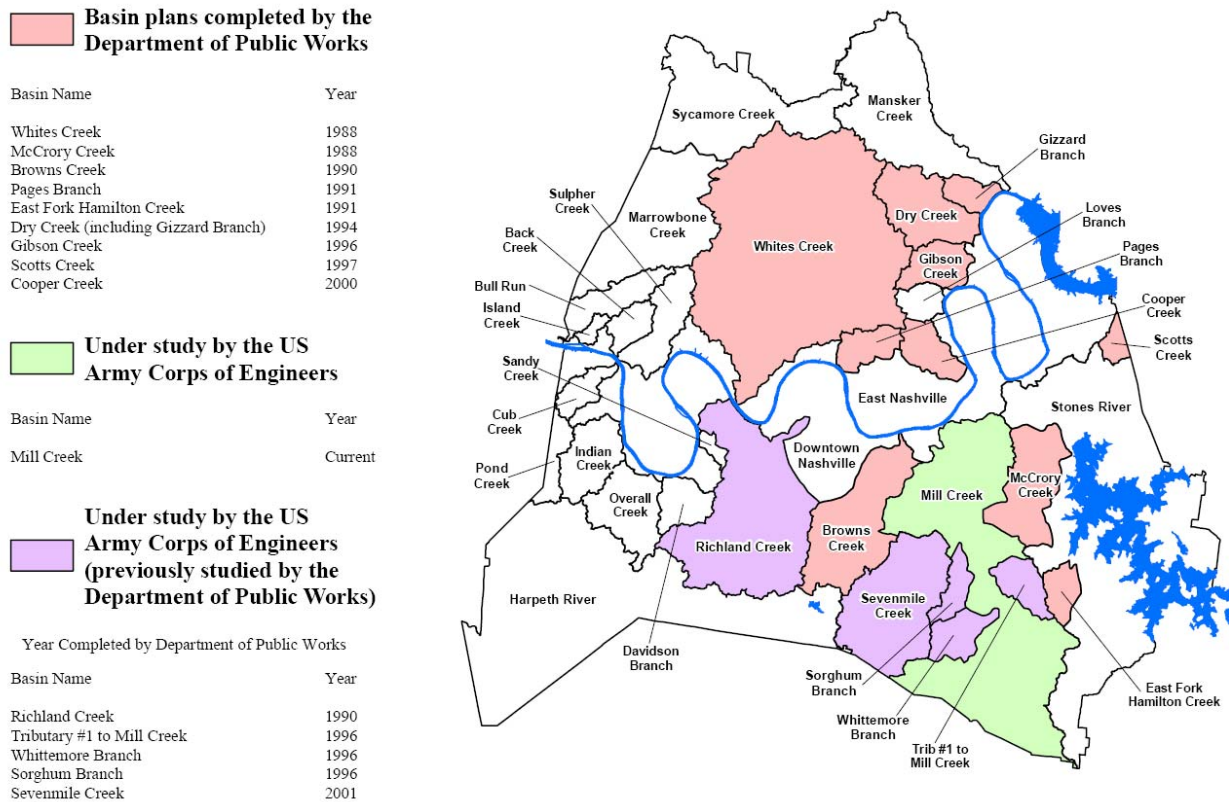 Basin plans completed by the
Department of Public Works
Basin Name Year
Whites Creek 1988
McCrory Creek 1988
Browns Creek 1990
Pages Branch 1991
East Fork Hamilton Creek 1991
Dry Creek (including Gizzard Branch) 1994
Gibson Creek 1996
Scotts Creek 1997
Cooper Creek 2000
Under study by the US
Army Corps of Engineers
Basin Name Year
Mill Creek Current
Under study by the US
Army Corps of Engineers
(previously studied by the
Department of Public Works)
Year Completed by Department of Public Works
Basin Name Year
Richland Creek 1990
Tributary #1 to Mill Creek 1996
Whittemore Branch 1996
Sorghum Branch 1996
Sevenmile Creek 2001
Sycamore Creek
Mansker
Creek
Gizzard
Branch
Sulpher
Creek
Marrowbone
Creek
Dry Creek
Loves
Branch
Back
Creek
Whites Creek
Gibson
Creek
Pages
Branch
Bull Run
Island
Creek
Cooper
Creek
Sandy
Creek
Scotts
Creek
Cub
Creek
East Nashville
Stones River
Pond
Creek
Indian
Creek
Downtown
Nashville
Overall
Creek
Mill Creek
McCrory
Creek
Richland Creek
Browns
Creek
Harpeth River
Sevenmile
Creek
Davidson
Branch
Sorghum
Branch
Whittemore
Branch
Trib #1 to
Mill Creek
East Fork
Hamilton Creek